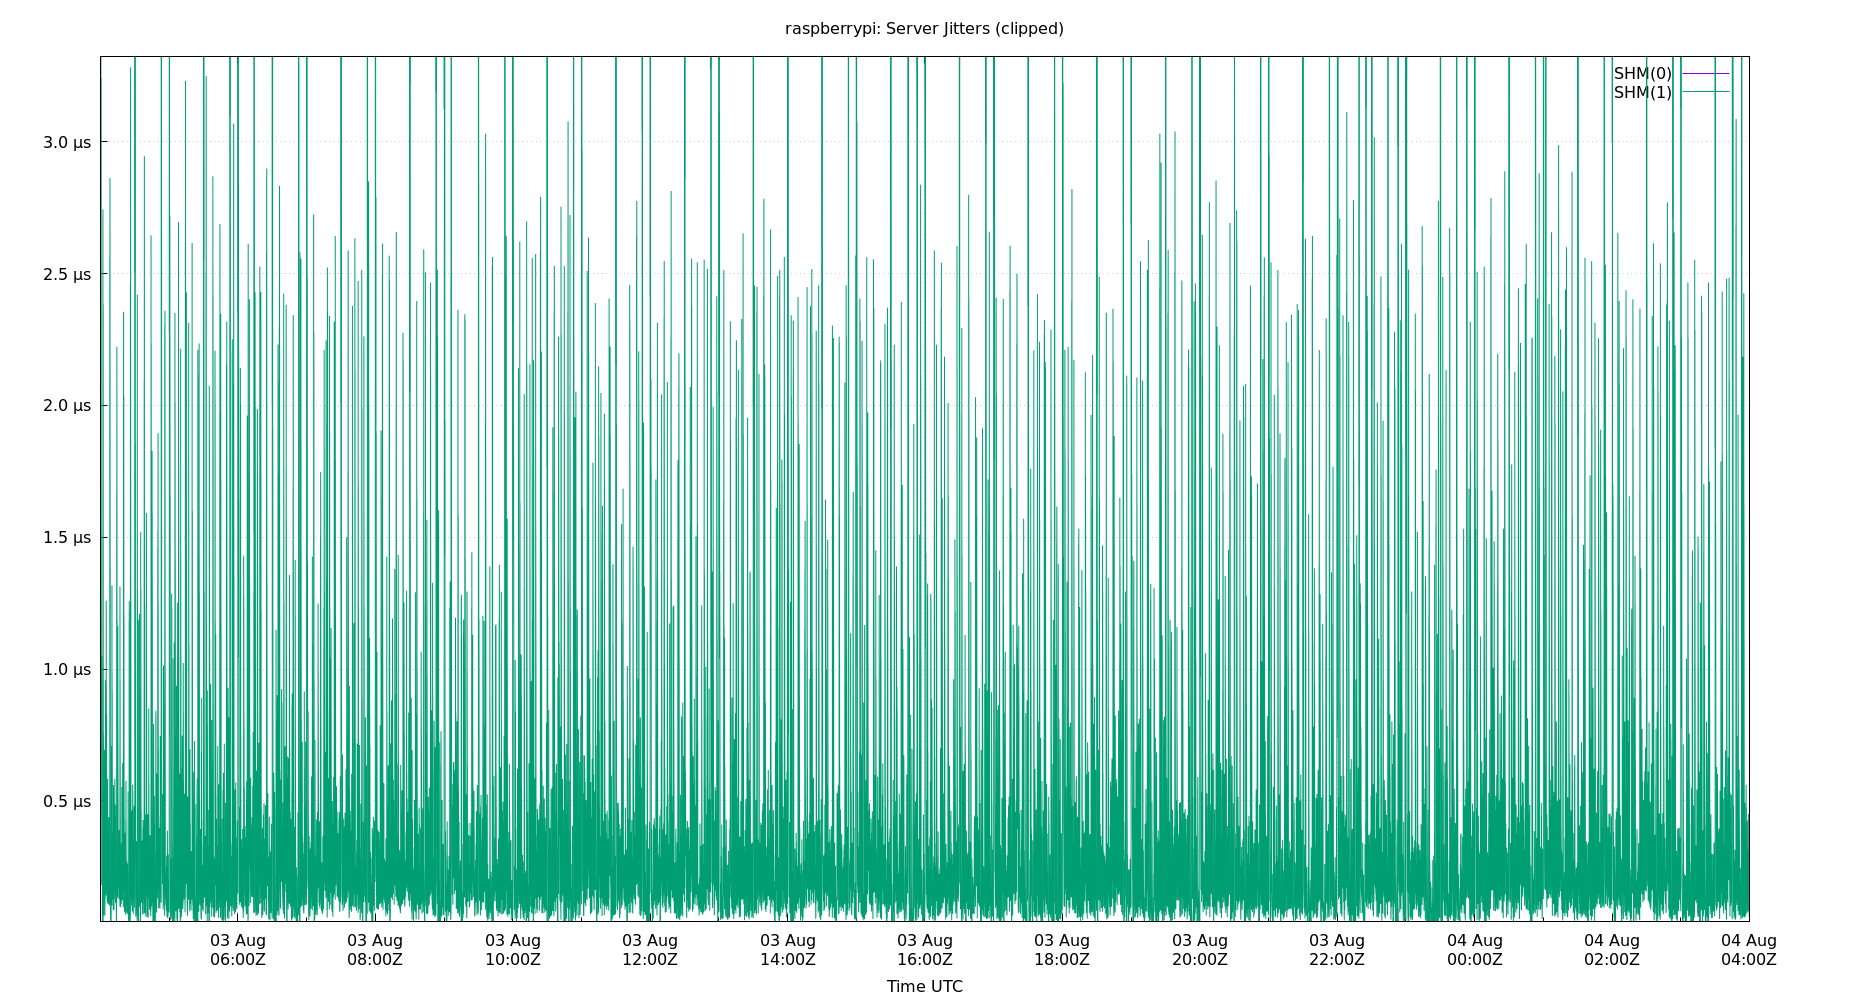 raspberrypi: Server Jitters (clipped)
SHM(0)
SHM(1)
3.0 µs
2.5 µs
2.0 µs
1.5 µs
1.0 µs
0.5 µs
03 Aug 03 Aug 03 Aug 03 Aug 03 Aug 03 Aug 03 Aug 03 Aug 03 Aug 04 Aug 04 Aug 04 Aug
06:00Z 08:00Z 10:00Z 12:00Z 14:00Z 16:00Z 18:00Z 20:00Z 22:00Z 00:00Z 02:00Z 04:00Z
Time UTC